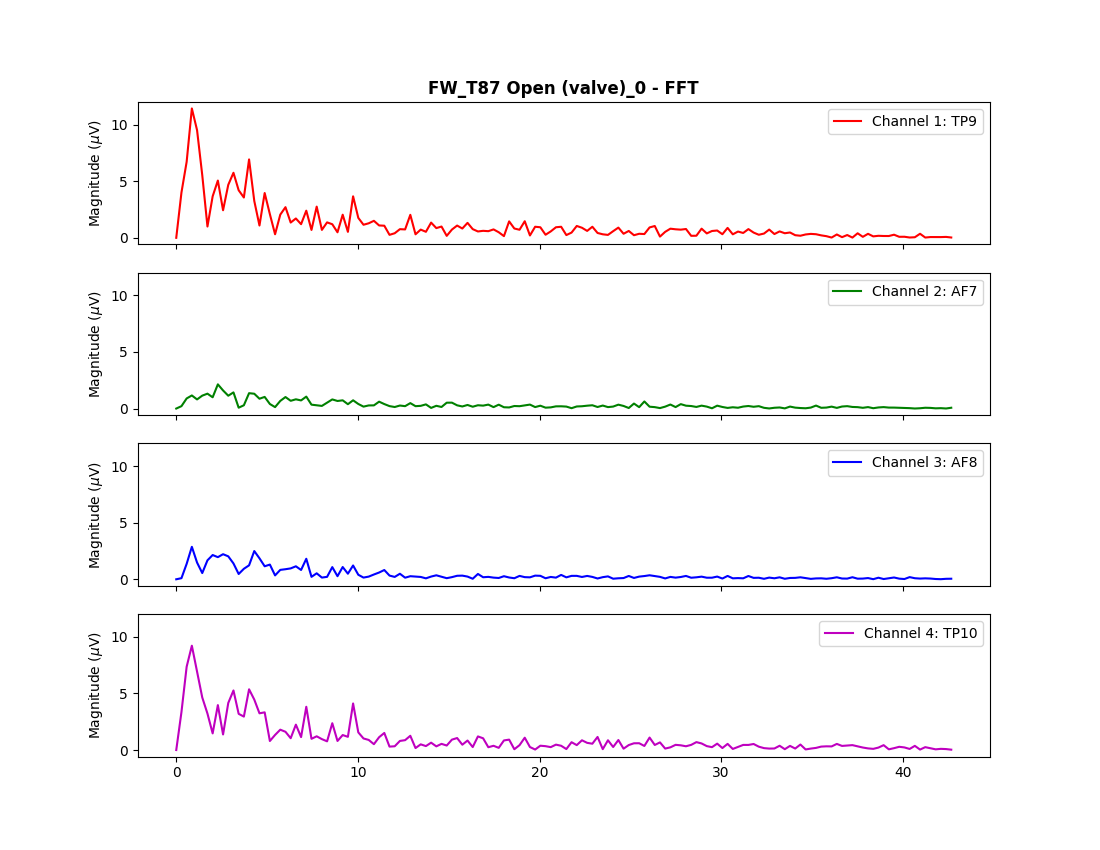 FW_T87 Open (valve)_0 - FFT
Magnitude (μV)
10
5
0
Channel 1: TP9
Magnitude (μV)
10
5
0
Channel 2: AF7
Magnitude (μV)
10
5
0
Channel 3: AF8
Magnitude (μV)
10
5
0
Channel 4: TP10
0 10 20 30 40